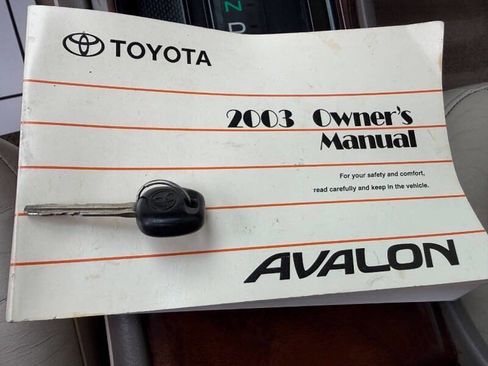 N
D
TOYOTA
2003 Owner's
Manual
For your safety and comfort,
read carefully and keep in the vehicle.
AVALON